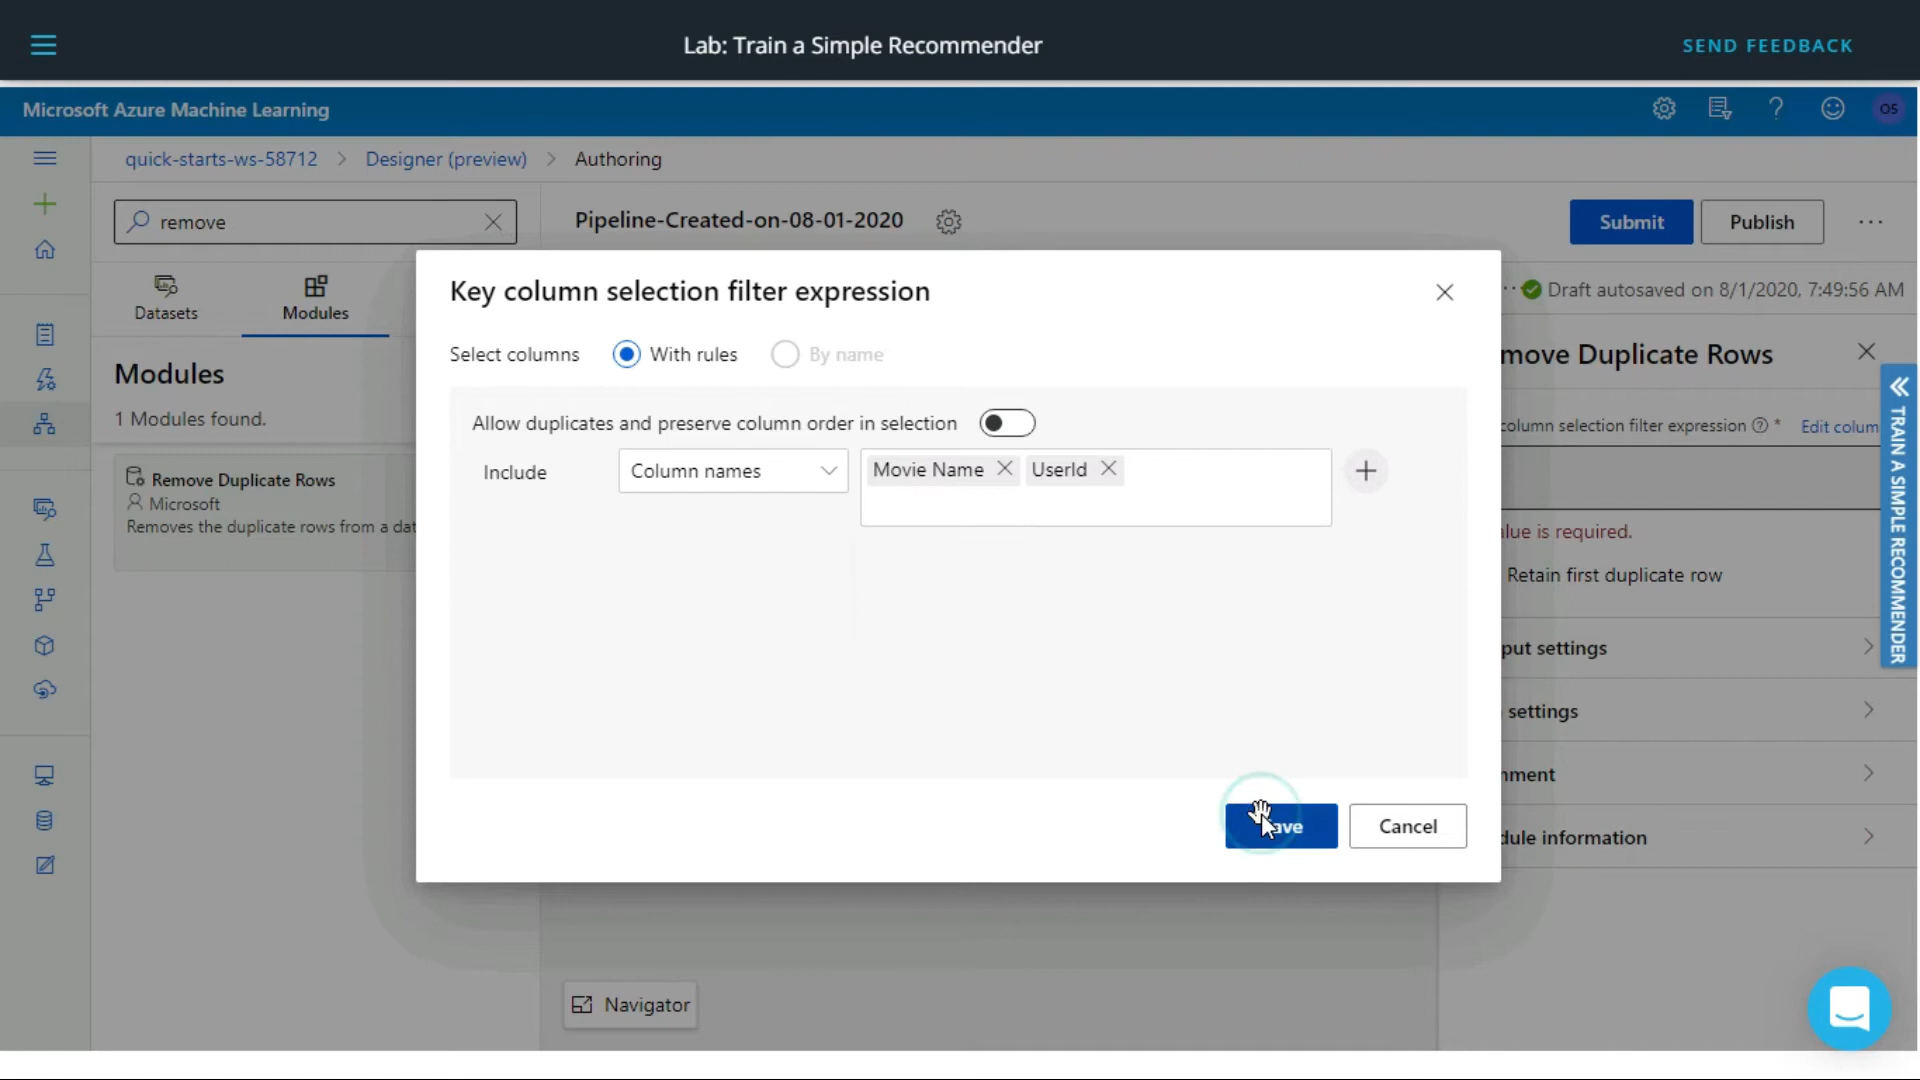 Lab: Train a Simple Recommender
SEND FEEDBACK
Microsoft Azure Machine Learning
OS
quick-starts-ws-58712 > Designer (preview) > Authoring
remove
Pipeline-Created-on-08-01-2020
Submit
Publish
Datasets
Modules
Draft autosaved on 8/1/2020, 7:49:56 AM
Modules
1 Modules found.
Remove Duplicate Rows
Microsoft
Removes the duplicate rows from a dat
Key column selection filter expression
Select columns
With rules
By name
Allow duplicates and preserve column order in selection
Include
Column names
Movie Name
UserId
Cancel
move Duplicate Rows
column selection filter expression
*
Edit colum
lue is required.
Retain first duplicate row
put settings
settings
nment
dule information
TRAIN A SIMPLE RECOMMENDER
Navigator